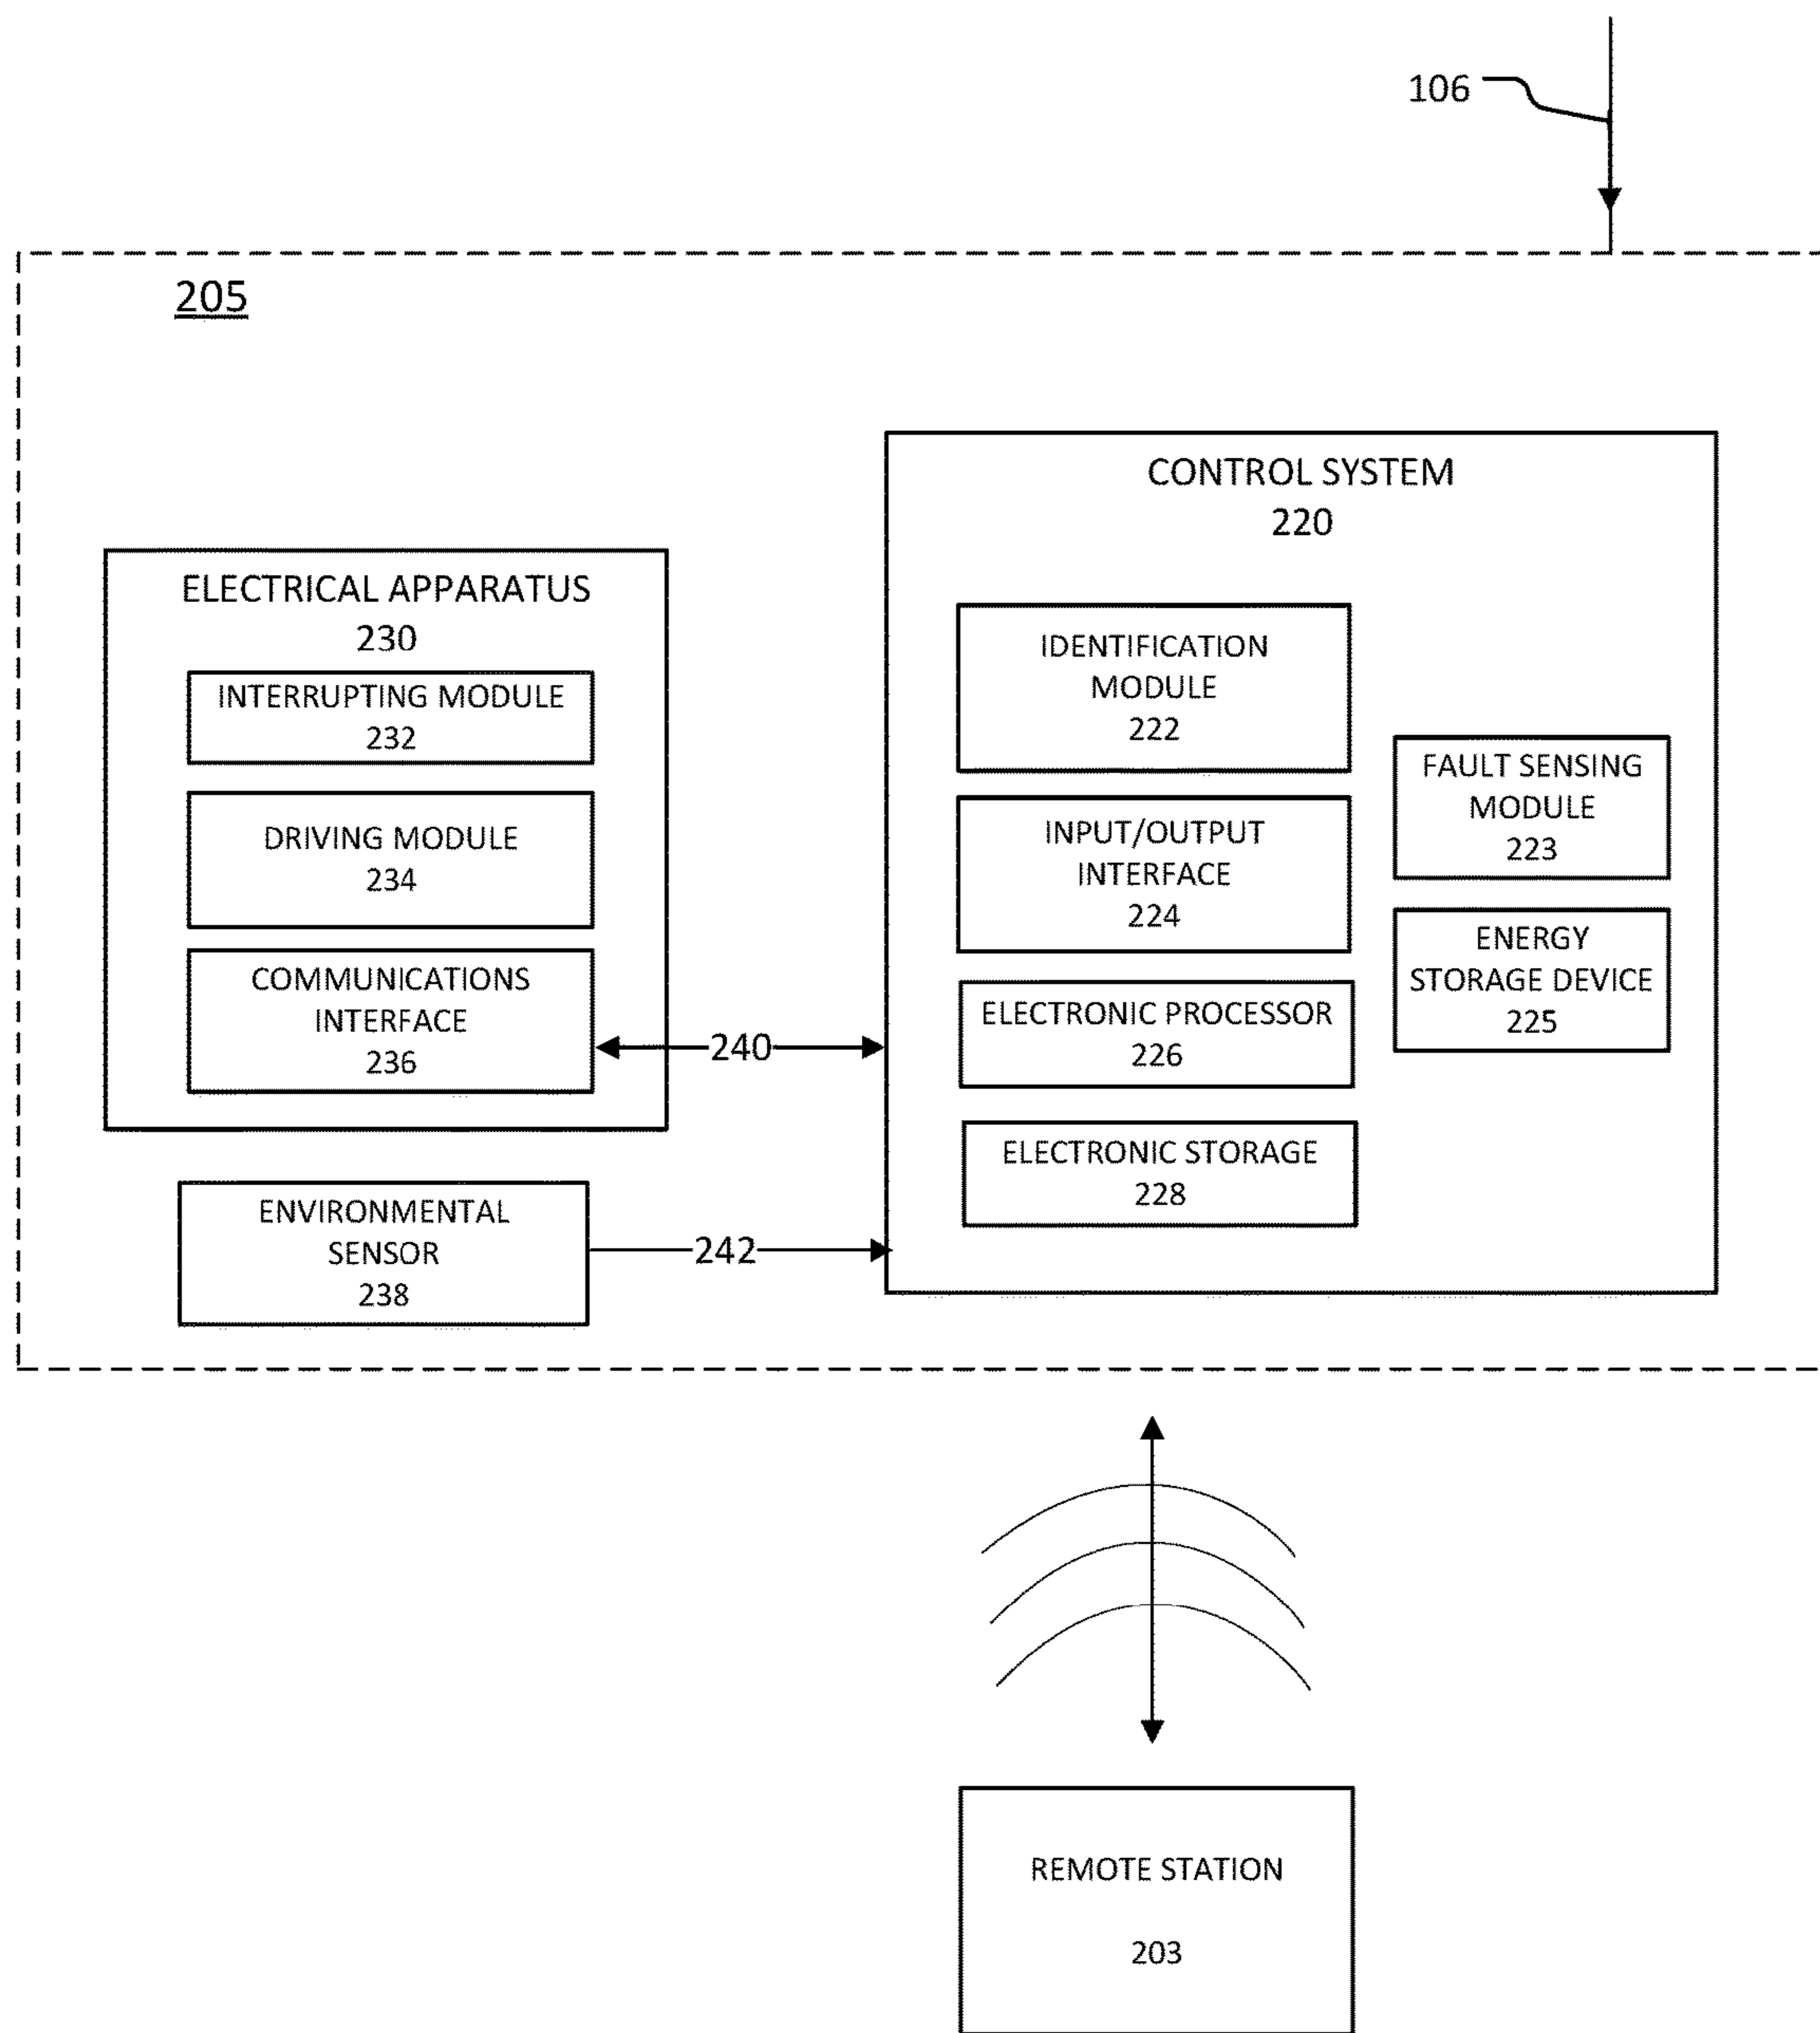 106
205
CONTROL SYSTEM
220
ELECTRICAL APPARATUS
230
INTERRUPTING MODULE
232
DRIVING MODULE
234
COMMUNICATIONS
INTERFACE
236
IDENTIFICATION
MODULE
222
INPUT/OUTPUT
INTERFACE
224
ELECTRONIC PROCESSOR
226
ELECTRONIC STORAGE
228
FAULT SENSING
MODULE
223
ENERGY
STORAGE DEVICE
225
240
ENVIRONMENTAL
SENSOR
238
242
REMOTE STATION
203